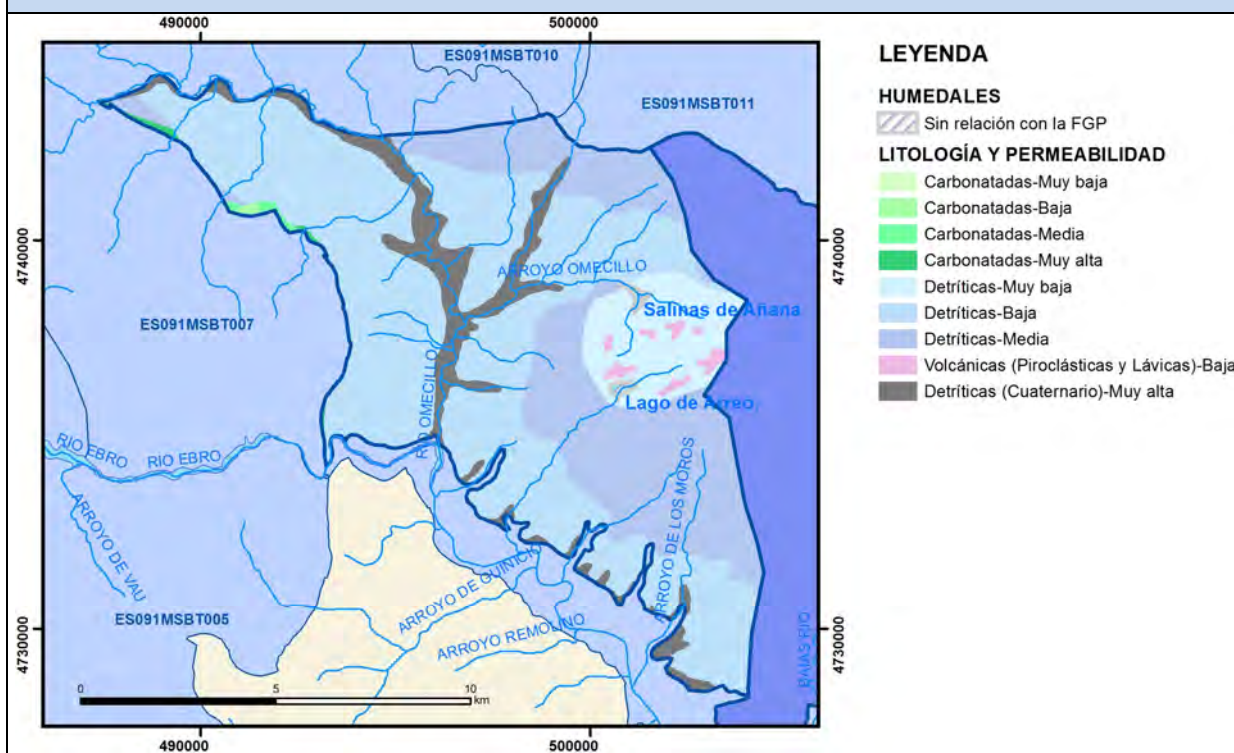 490000
500000
ES091MSBT010
ES091MSBT011
4740000
4740000
ARROYO OMECILLO
Salinas de Añana
ES091MSBT007
RIO OMECILLO
Lago de Arreo
RIO EBRO
RIO EBRO
ARROYO DE LOS MOROS
ARROYO DE VAU
ARROYO DE GUINICIO
ES091MSBT005
ARROYO REMOLINO
4730000
4730000
0
5
10
km
490000
500000
LEYENDA
HUMEDALES
Sin relación con la FGP
LITOLOGÍA Y PERMEABILIDAD
Carbonatadas-Muy baja
Carbonatadas-Baja
Carbonatadas-Media
Carbonatadas-Muy alta
Detríticas-Muy baja
Detríticas-Baja
Detríticas-Media
Volcánicas (Piroclásticas y Lávicas)-Baja
Detríticas (Cuaternario)-Muy alta